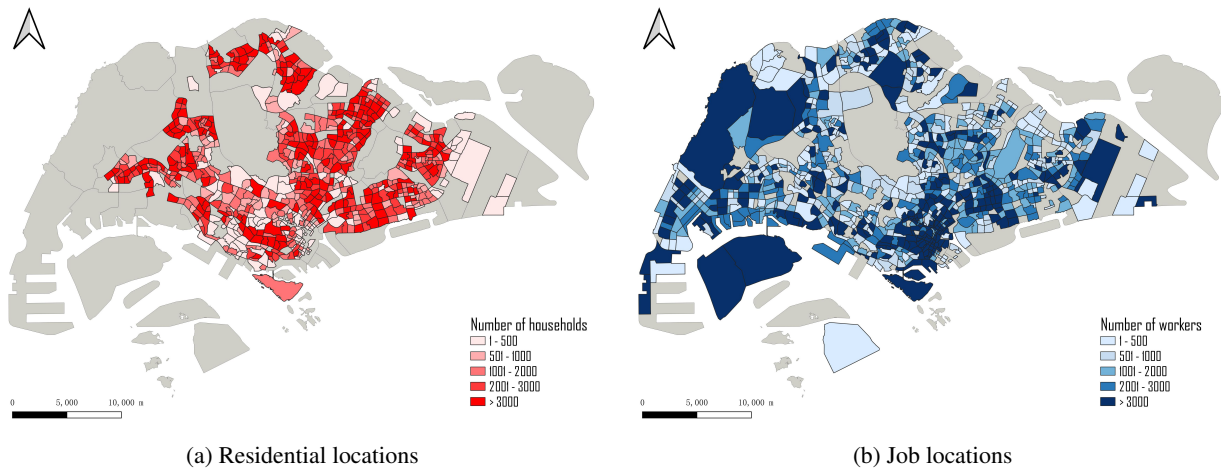 Number of households
1 - 500
501 - 1000
1001 - 2000
2001 - 3000
> 3000
0 5,000 10,000 m
(a) Residential locations
Number of workers
1 - 500
501 - 1000
1001 - 2000
2001 - 3000
> 3000
0 5,000 10,000 m
(b) Job locations